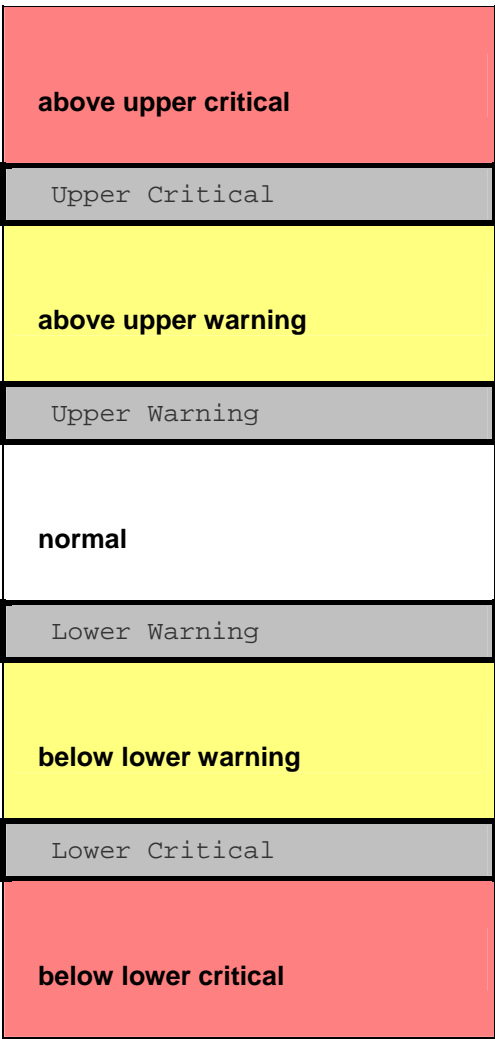 above upper critical
Upper Critical
above upper warning
Upper Warning
normal
Lower Warning
below lower warning
Lower Critical
below lower critical